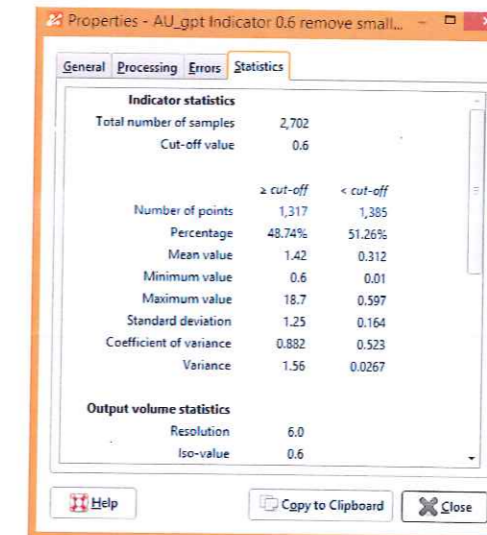 Properties - AU_gpt Indicator 0.6 remove small...
General Processing Errors Statistics
Indicator statistics
Total number of samples 2,702
Cut-off value 0.6
≥ cut-off < cut-off
Number of points 1,317 1,385
Percentage 48.74% 51.26%
Mean value 1.42 0.312
Minimum value 0.6 0.01
Maximum value 18.7 0.597
Standard deviation 1.25 0.164
Coefficient of variance 0.882 0.523
Variance 1.56 0.0267
Output volume statistics
Resolution 6.0
Iso-value 0.6
Help Copy to Clipboard Close